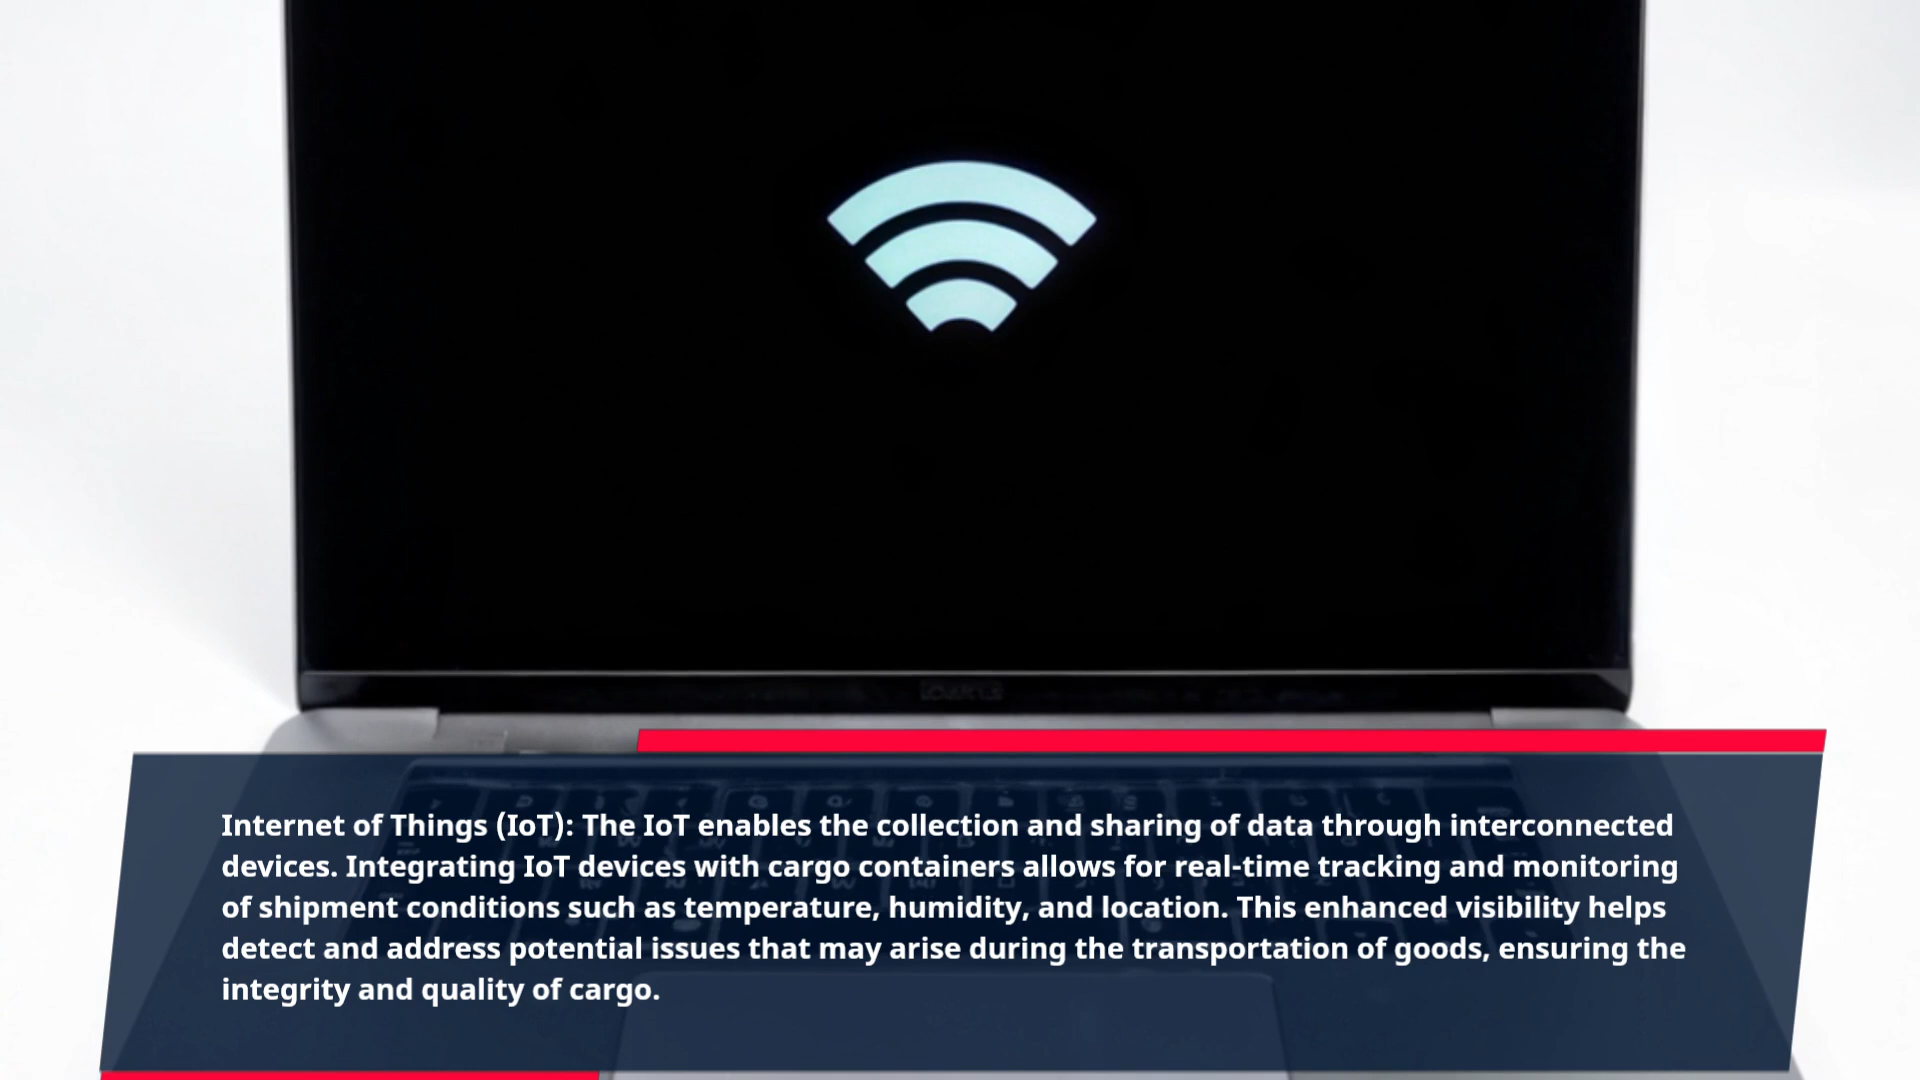 Internet of Things (IoT): The IoT enables the collection and sharing of data through interconnected
devices. Integrating IoT devices with cargo containers allows for real-time tracking and monitoring
of shipment conditions such as temperature, humidity, and location. This enhanced visibility helps
detect and address potential issues that may arise during the transportation of goods, ensuring the
integrity and quality of cargo.